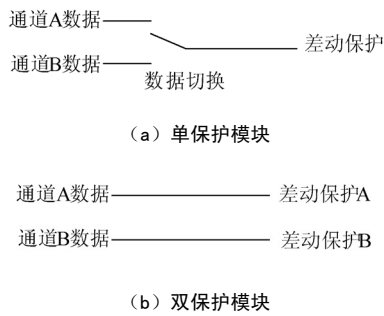 通道A数据
差动保护
通道B数据
数据切换
（a）单保护模块
通道A数据 差动保护A
通道B数据 差动保护B
（b）双保护模块